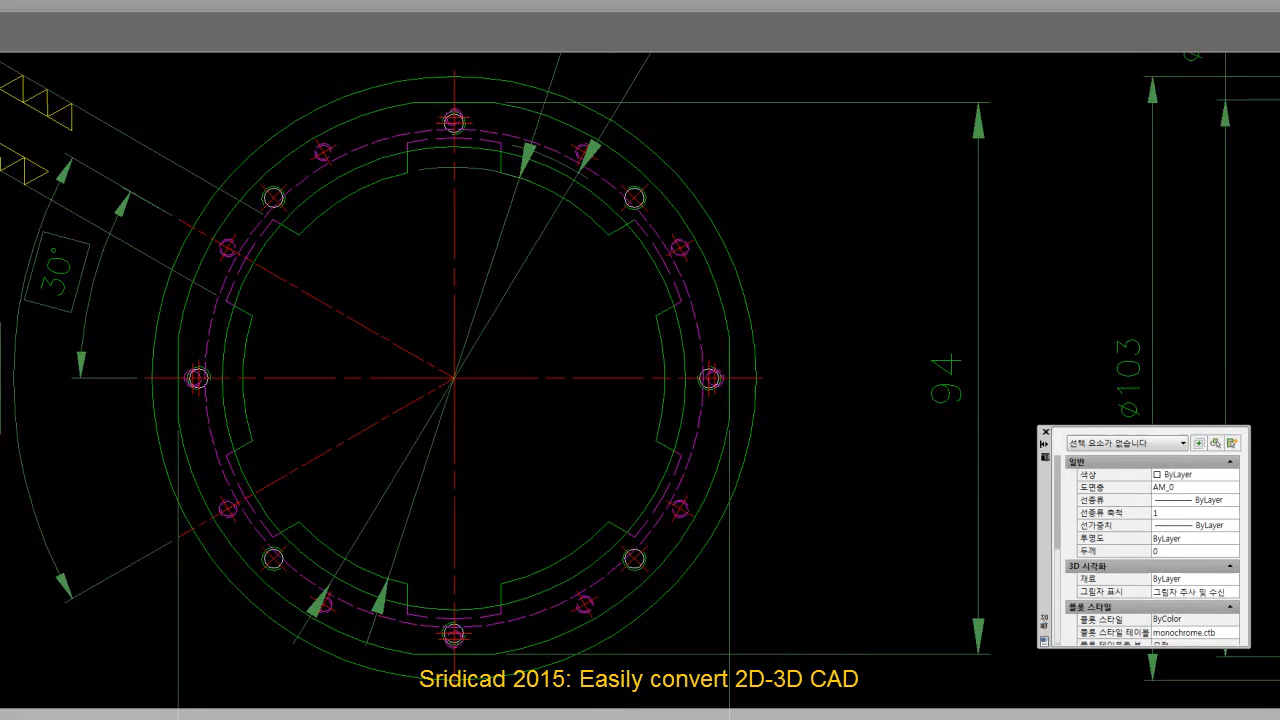 30°
94
⌀103
선택 요소가 없습니다
일반
색상 ByLayer
도면층 AM_0
선종류 ByLayer
선종류 축척 1
선가중치 ByLayer
투명도 ByLayer
두께 0
3D 시각화
재료 ByLayer
그림자 표시 그림자 주사 및 수신
플롯 스타일
플롯 스타일 ByColor
플롯 스타일 테이블 monochrome.ctb
Sridicad 2015: Easily convert 2D-3D CAD